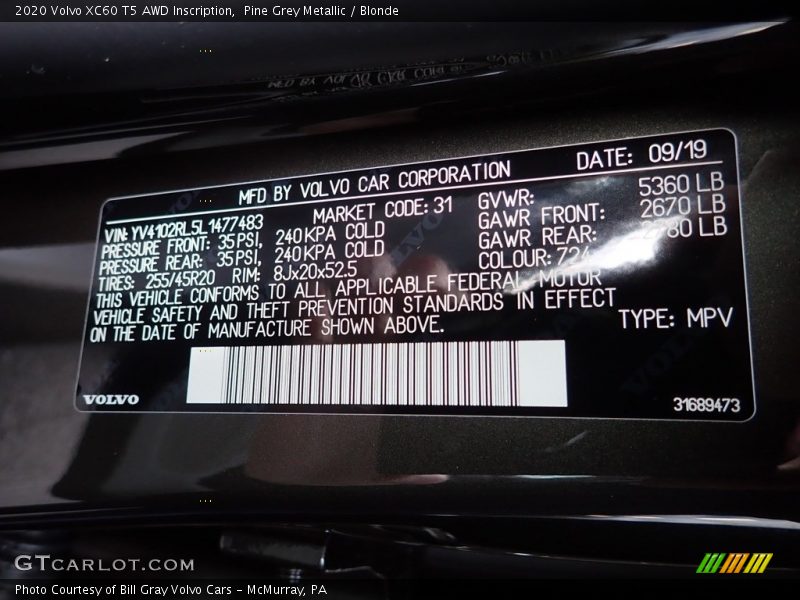 2020 Volvo XC60 T5 AWD Inscription, Pine Grey Metallic / Blonde
MFD BY VOLVO CAR CORPORATION DATE: 09/19
VIN: YV4102RL5L1477483 MARKET CODE: 31 GVWR: 5360 LB
PRESSURE FRONT: 35 PSI, 240 KPA COLD GAWR FRONT: 2670 LB
PRESSURE REAR: 35 PSI, 240 KPA COLD GAWR REAR: 2780 LB
TIRES: 255/45R20 RIM: 8Jx20x52.5 COLOUR: 724
THIS VEHICLE CONFORMS TO ALL APPLICABLE FEDERAL MOTOR
VEHICLE SAFETY AND THEFT PREVENTION STANDARDS IN EFFECT
ON THE DATE OF MANUFACTURE SHOWN ABOVE. TYPE: MPV
VOLVO 31689473
GTCARLOT.COM
Photo Courtesy of Bill Gray Volvo Cars - McMurray, PA